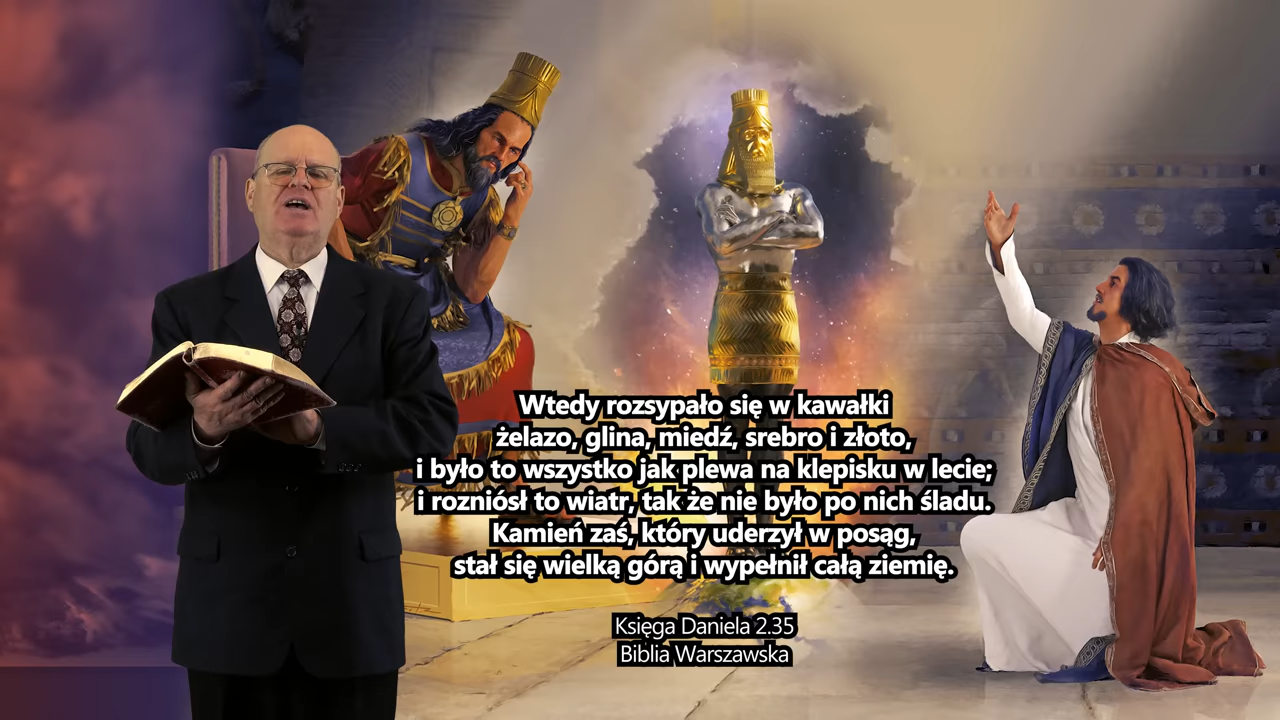 Wtedy rozsypało się w kawałki
żelazo, glina, miedź, srebro i złoto,
i było to wszystko jak plewa na klepisku w lecie;
i rozniósł to wiatr, tak że nie było po nich śladu.
Kamień zaś, który uderzył w posąg,
stał się wielką górą i wypełnił całą ziemię.
Księga Daniela 2.35
Biblia Warszawska